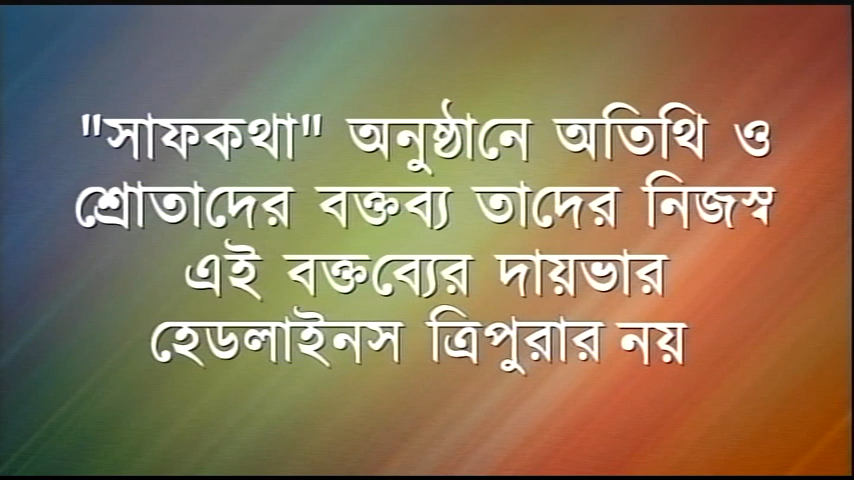 "সাফকথা" অনুষ্ঠানে অতিথি ও
শ্রোতাদের বক্তব্য তাদের নিজস্ব
এই বক্তব্যের দায়ভার
হেডলাইনস ত্রিপুরার নয়